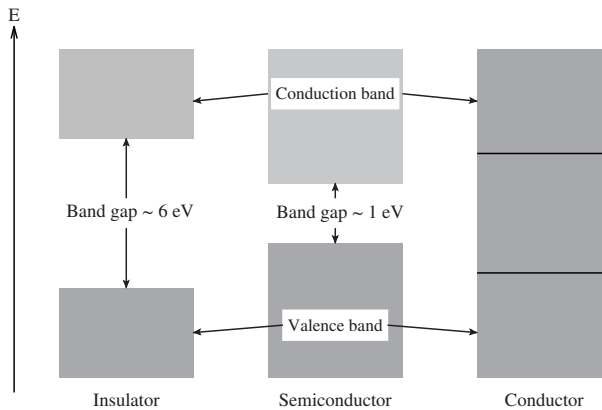 E
Conduction band
Band gap ~ 6 eV
Band gap ~ 1 eV
Valence band
Insulator
Semiconductor
Conductor